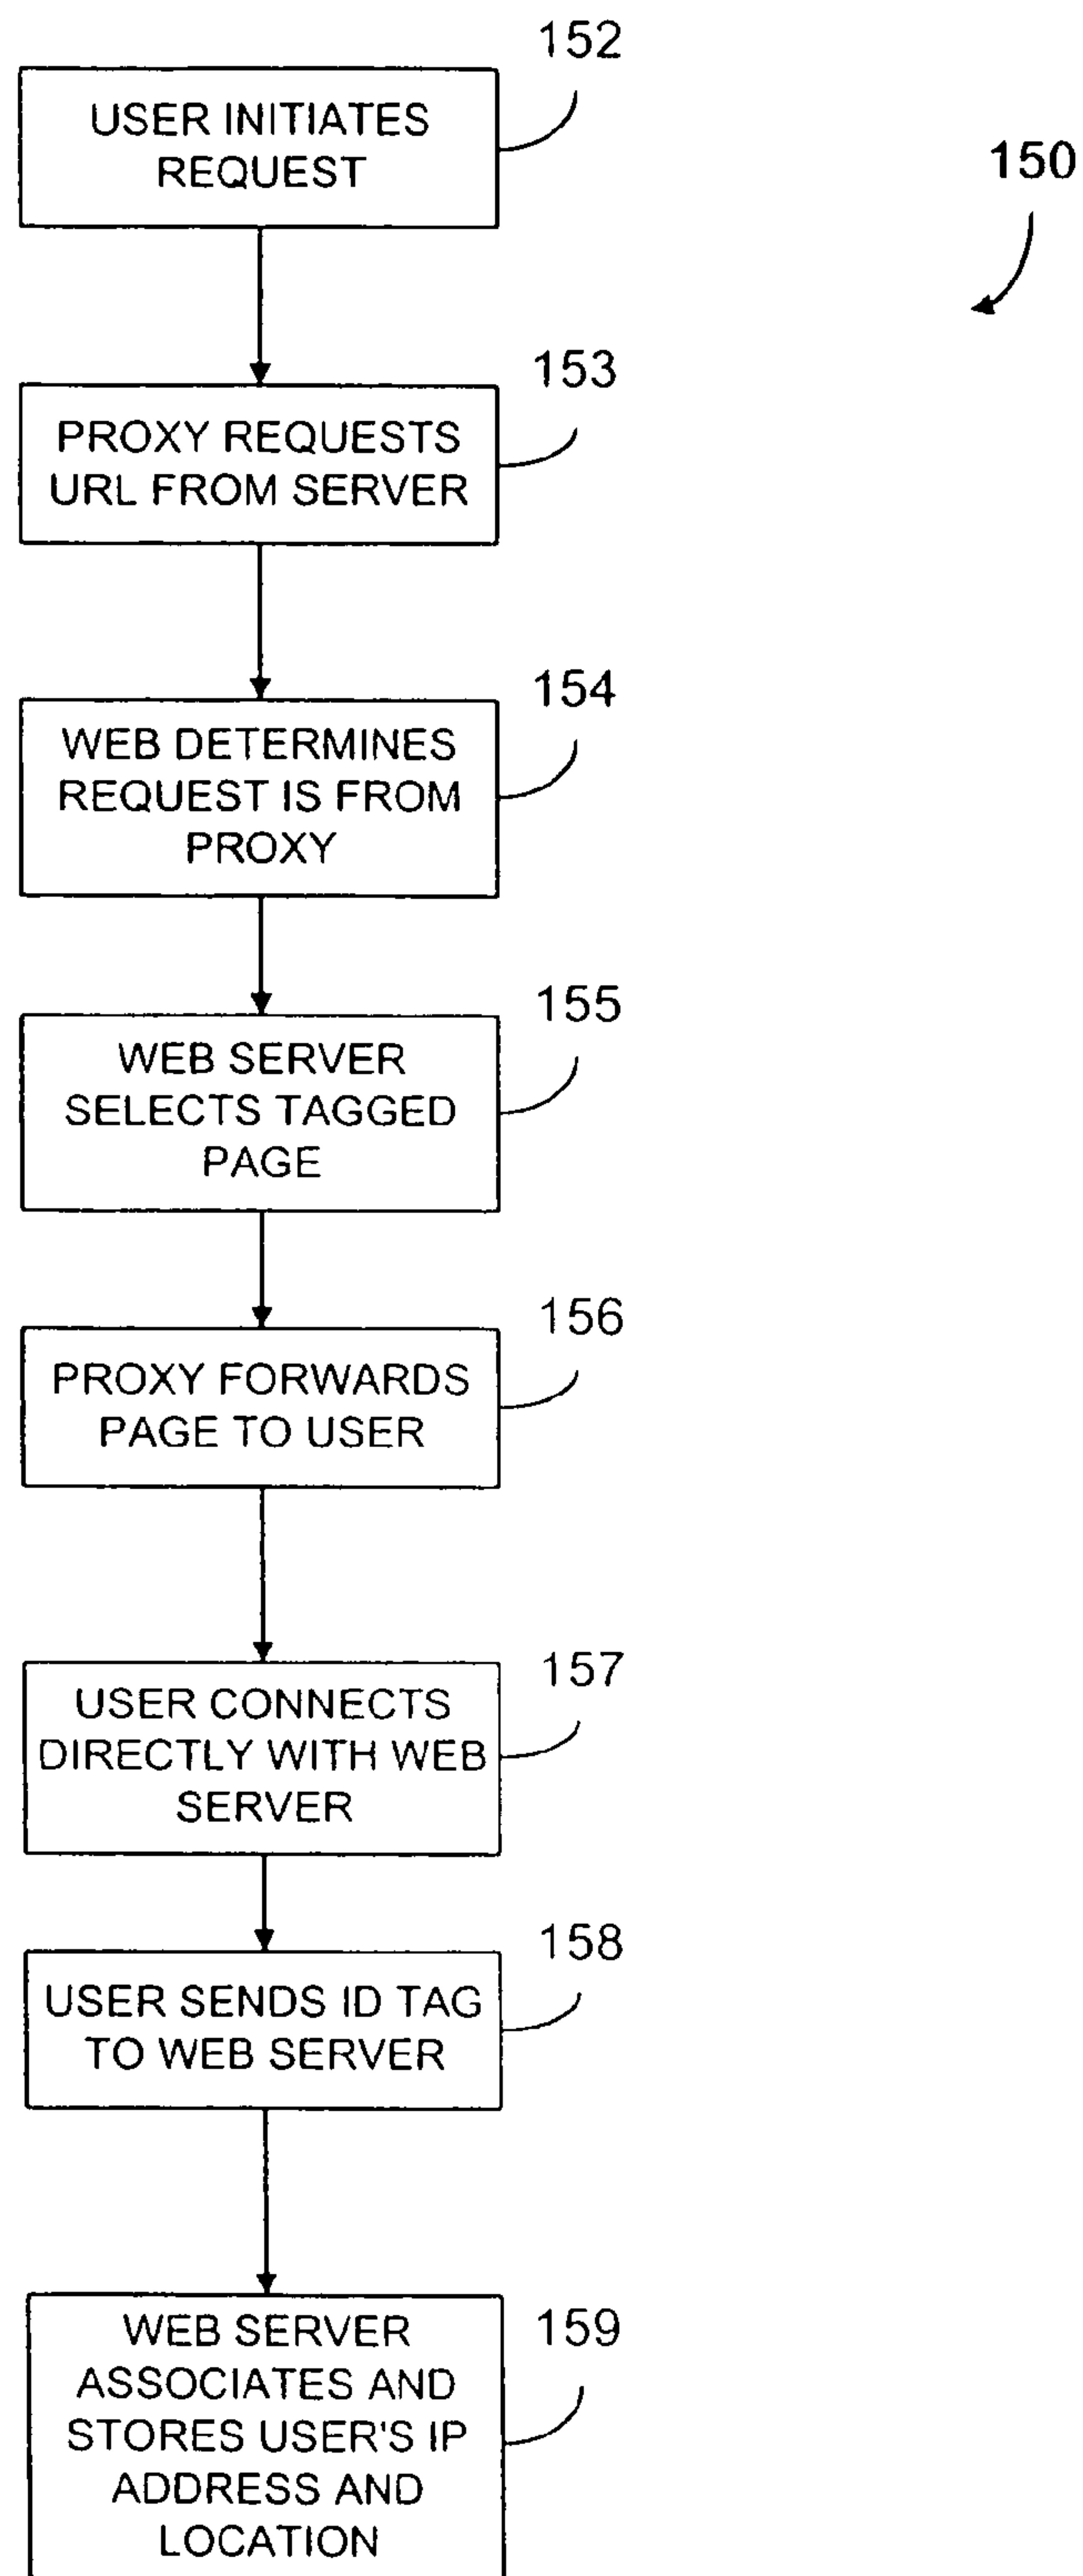 152
USER INITIATES
REQUEST
150
153
PROXY REQUESTS
URL FROM SERVER
154
WEB DETERMINES
REQUEST IS FROM
PROXY
155
WEB SERVER
SELECTS TAGGED
PAGE
156
PROXY FORWARDS
PAGE TO USER
157
USER CONNECTS
DIRECTLY WITH WEB
SERVER
158
USER SENDS ID TAG
TO WEB SERVER
159
WEB SERVER
ASSOCIATES AND
STORES USER'S IP
ADDRESS AND
LOCATION